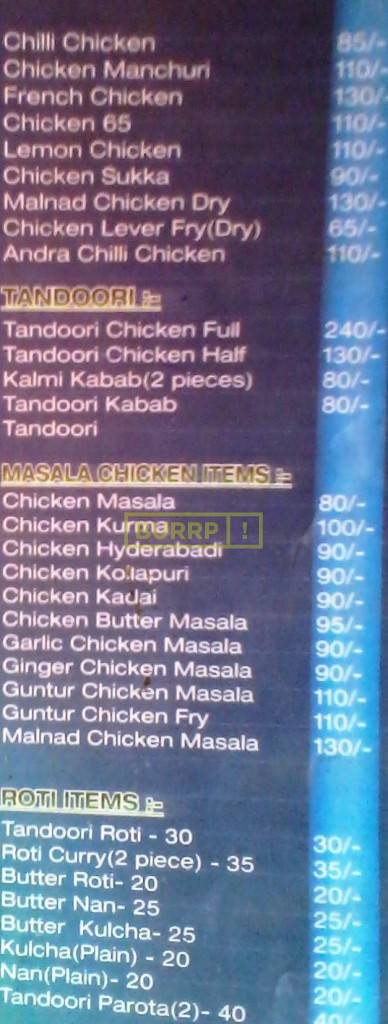 Chilli Chicken 85/-
Chicken Manchuri 110/-
French Chicken 130/-
Chicken 65 110/-
Lemon Chicken 110/-
Chicken Sukka 90/-
Malnad Chicken Dry 130/-
Chicken Lever Fry(Dry) 65/-
Andra Chilli Chicken 110/-
TANDOORI :-
Tandoori Chicken Full 240/-
Tandoori Chicken Half 130/-
Kalmi Kabab(2 pieces) 80/-
Tandoori Kabab 80/-
Tandoori
MASALA CHICKEN ITEMS :-
Chicken Masala 80/-
Chicken Kurma 100/-
BURRP!
Chicken Hyderabadi 90/-
Chicken Kollapuri 90/-
Chicken Kadai 90/-
Chicken Butter Masala 95/-
Garlic Chicken Masala 90/-
Ginger Chicken Masala 90/-
Guntur Chicken Masala 110/-
Guntur Chicken Fry 110/-
Malnad Chicken Masala 130/-
ROTI ITEMS :-
Tandoori Roti - 30 30/-
Roti Curry(2 piece) - 35 35/-
Butter Roti- 20 20/-
Butter Nan- 25 25/-
Butter Kulcha- 25 25/-
Kulcha(Plain) - 20 20/-
Nan(Plain)- 20 20/-
Tandoori Parota(2)- 40 40/-